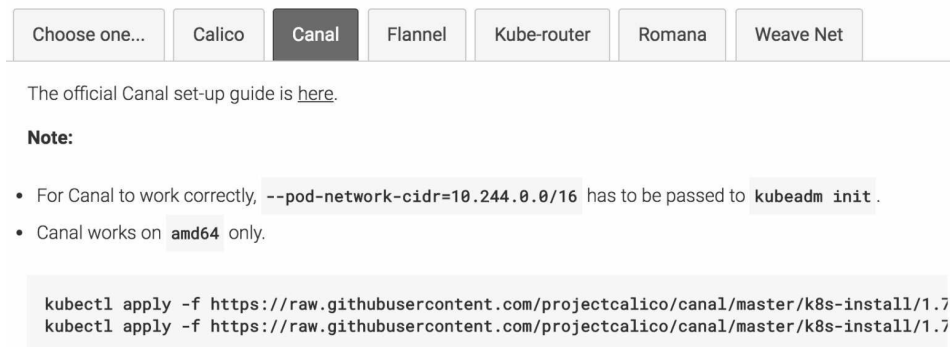 Choose one... Calico Canal Flannel Kube-router Romana Weave Net
The official Canal set-up guide is here.
Note:
• For Canal to work correctly, --pod-network-cidr=10.244.0.0/16 has to be passed to kubeadm init.
• Canal works on amd64 only.
kubectl apply -f https://raw.githubusercontent.com/projectcalico/canal/master/k8s-install/1.7
kubectl apply -f https://raw.githubusercontent.com/projectcalico/canal/master/k8s-install/1.7